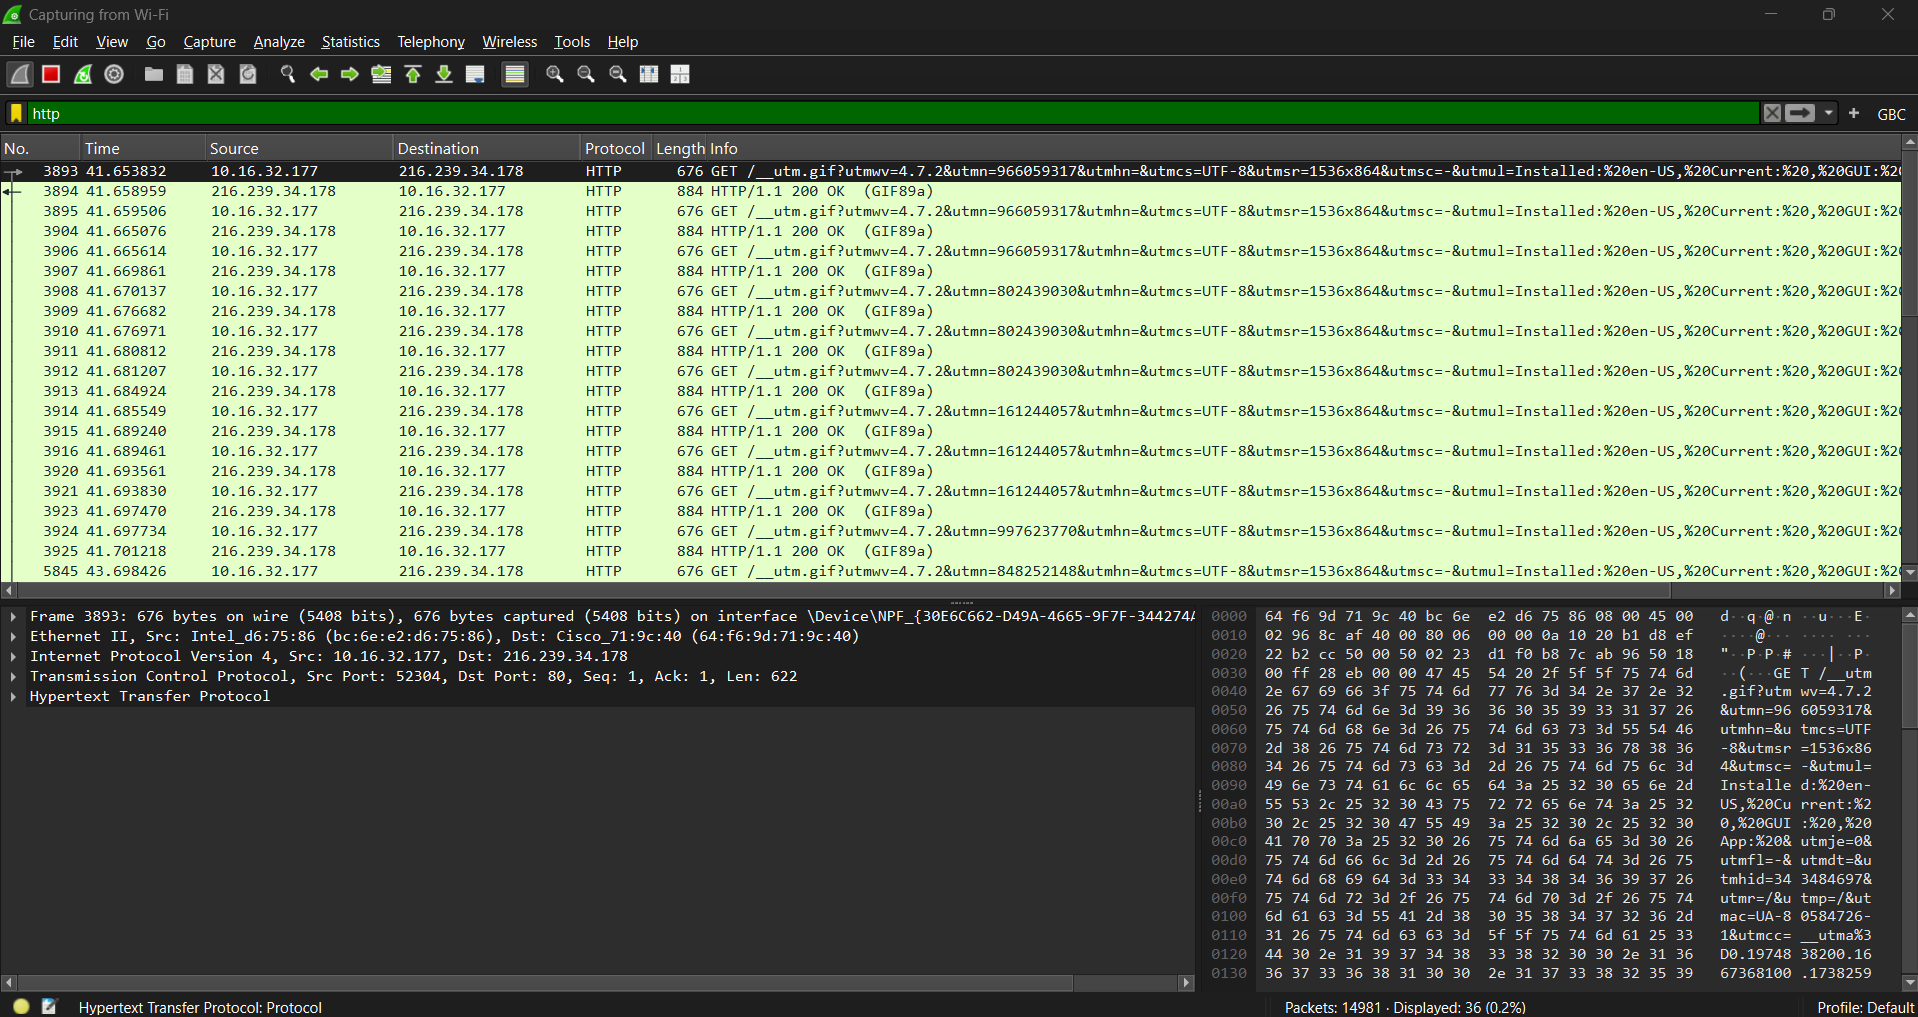 Capturing from Wi-Fi
File Edit View Go Capture Analyze Statistics Telephony Wireless Tools Help
http
+ GBC
No. Time Source Destination Protocol Length Info
3893 41.653832 10.16.32.177 216.239.34.178 HTTP 676 GET /__utm.gif?utmwv=4.7.2&utmn=966059317&utmhn=&utmcs=UTF-8&utmsr=1536x864&utmsc=-&utmul=Installed:%20en-US,%20Current:%20,%20GUI:%2
3894 41.658959 216.239.34.178 10.16.32.177 HTTP 884 HTTP/1.1 200 OK (GIF89a)
3895 41.659506 10.16.32.177 216.239.34.178 HTTP 676 GET /__utm.gif?utmwv=4.7.2&utmn=966059317&utmhn=&utmcs=UTF-8&utmsr=1536x864&utmsc=-&utmul=Installed:%20en-US,%20Current:%20,%20GUI:%2
3904 41.665076 216.239.34.178 10.16.32.177 HTTP 884 HTTP/1.1 200 OK (GIF89a)
3906 41.665614 10.16.32.177 216.239.34.178 HTTP 676 GET /__utm.gif?utmwv=4.7.2&utmn=966059317&utmhn=&utmcs=UTF-8&utmsr=1536x864&utmsc=-&utmul=Installed:%20en-US,%20Current:%20,%20GUI:%2
3907 41.669861 216.239.34.178 10.16.32.177 HTTP 884 HTTP/1.1 200 OK (GIF89a)
3908 41.670137 10.16.32.177 216.239.34.178 HTTP 676 GET /__utm.gif?utmwv=4.7.2&utmn=802439030&utmhn=&utmcs=UTF-8&utmsr=1536x864&utmsc=-&utmul=Installed:%20en-US,%20Current:%20,%20GUI:%2
3909 41.676682 216.239.34.178 10.16.32.177 HTTP 884 HTTP/1.1 200 OK (GIF89a)
3910 41.676971 10.16.32.177 216.239.34.178 HTTP 676 GET /__utm.gif?utmwv=4.7.2&utmn=802439030&utmhn=&utmcs=UTF-8&utmsr=1536x864&utmsc=-&utmul=Installed:%20en-US,%20Current:%20,%20GUI:%2
3911 41.680812 216.239.34.178 10.16.32.177 HTTP 884 HTTP/1.1 200 OK (GIF89a)
3912 41.681207 10.16.32.177 216.239.34.178 HTTP 676 GET /__utm.gif?utmwv=4.7.2&utmn=802439030&utmhn=&utmcs=UTF-8&utmsr=1536x864&utmsc=-&utmul=Installed:%20en-US,%20Current:%20,%20GUI:%2
3913 41.684924 216.239.34.178 10.16.32.177 HTTP 884 HTTP/1.1 200 OK (GIF89a)
3914 41.685549 10.16.32.177 216.239.34.178 HTTP 676 GET /__utm.gif?utmwv=4.7.2&utmn=161244057&utmhn=&utmcs=UTF-8&utmsr=1536x864&utmsc=-&utmul=Installed:%20en-US,%20Current:%20,%20GUI:%2
3915 41.689240 216.239.34.178 10.16.32.177 HTTP 884 HTTP/1.1 200 OK (GIF89a)
3916 41.689461 10.16.32.177 216.239.34.178 HTTP 676 GET /__utm.gif?utmwv=4.7.2&utmn=161244057&utmhn=&utmcs=UTF-8&utmsr=1536x864&utmsc=-&utmul=Installed:%20en-US,%20Current:%20,%20GUI:%2
3920 41.693561 216.239.34.178 10.16.32.177 HTTP 884 HTTP/1.1 200 OK (GIF89a)
3921 41.693830 10.16.32.177 216.239.34.178 HTTP 676 GET /__utm.gif?utmwv=4.7.2&utmn=161244057&utmhn=&utmcs=UTF-8&utmsr=1536x864&utmsc=-&utmul=Installed:%20en-US,%20Current:%20,%20GUI:%2
3923 41.697470 216.239.34.178 10.16.32.177 HTTP 884 HTTP/1.1 200 OK (GIF89a)
3924 41.697734 10.16.32.177 216.239.34.178 HTTP 676 GET /__utm.gif?utmwv=4.7.2&utmn=997623770&utmhn=&utmcs=UTF-8&utmsr=1536x864&utmsc=-&utmul=Installed:%20en-US,%20Current:%20,%20GUI:%2
3925 41.701218 216.239.34.178 10.16.32.177 HTTP 884 HTTP/1.1 200 OK (GIF89a)
5845 43.698426 10.16.32.177 216.239.34.178 HTTP 676 GET /__utm.gif?utmwv=4.7.2&utmn=848252148&utmhn=&utmcs=UTF-8&utmsr=1536x864&utmsc=-&utmul=Installed:%20en-US,%20Current:%20,%20GUI:%2
Frame 3893: 676 bytes on wire (5408 bits), 676 bytes captured (5408 bits) on interface \Device\NPF_{30E6C662-D49A-4665-9F7F-344274A
Ethernet II, Src: Intel_d6:75:86 (bc:6e:e2:d6:75:86), Dst: Cisco_71:9c:40 (64:f6:9d:71:9c:40)
Internet Protocol Version 4, Src: 10.16.32.177, Dst: 216.239.34.178
Transmission Control Protocol, Src Port: 52304, Dst Port: 80, Seq: 1, Ack: 1, Len: 622
Hypertext Transfer Protocol
0000 64 f6 9d 71 9c 40 bc 6e e2 d6 75 86 08 00 45 00 d··q·@·n ··u···E·
0010 02 96 8c af 40 00 80 06 00 00 0a 10 20 b1 d8 ef ····@··· ···· ···
0020 22 b2 cc 50 00 50 02 23 d1 f0 b8 7c ab 96 50 18 "··P·P·# ···|··P·
0030 00 ff 28 eb 00 00 47 45 54 20 2f 5f 5f 75 74 6d ··(···GE T /__utm
0040 2e 67 69 66 3f 75 74 6d 77 76 3d 34 2e 37 2e 32 .gif?utm wv=4.7.2
0050 26 75 74 6d 6e 3d 39 36 36 30 35 39 33 31 37 26 &utmn=96 6059317&
0060 75 74 6d 68 6e 3d 26 75 74 6d 63 73 3d 55 54 46 utmhn=&u tmcs=UTF
0070 2d 38 26 75 74 6d 73 72 3d 31 35 33 36 78 38 36 -8&utmsr =1536x86
0080 34 26 75 74 6d 73 63 3d 2d 26 75 74 6d 75 6c 3d 4&utmsc= -&utmul=
0090 49 6e 73 74 61 6c 6c 65 64 3a 25 32 30 65 6e 2d Installe d:%20en-
00a0 55 53 2c 25 32 30 43 75 72 72 65 6e 74 3a 25 32 US,%20Cu rrent:%2
00b0 30 2c 25 32 30 47 55 49 3a 25 32 30 2c 25 32 30 0,%20GUI :%20,%20
00c0 41 70 70 3a 25 32 30 26 75 74 6d 6a 65 3d 30 26 App:%20& utmje=0&
00d0 75 74 6d 66 6c 3d 2d 26 75 74 6d 64 74 3d 26 75 utmfl=-& utmdt=&u
00e0 74 6d 68 69 64 3d 33 34 33 34 38 34 36 39 37 26 tmhid=34 3484697&
00f0 75 74 6d 72 3d 2f 26 75 74 6d 70 3d 2f 26 75 74 utmr=/&u tmp=/&ut
0100 6d 61 63 3d 55 41 2d 38 30 35 38 34 37 32 36 2d mac=UA-8 0584726-
0110 31 26 75 74 6d 63 63 3d 5f 5f 75 74 6d 61 25 33 1&utmcc= __utma%3
0120 44 30 2e 31 39 37 34 38 33 38 32 30 30 2e 31 36 D0.19748 38200.16
0130 36 37 33 36 38 31 30 30 2e 31 37 33 38 32 35 39 67368100 .1738259
Hypertext Transfer Protocol: Protocol
Packets: 14981 · Displayed: 36 (0.2%)
Profile: Default